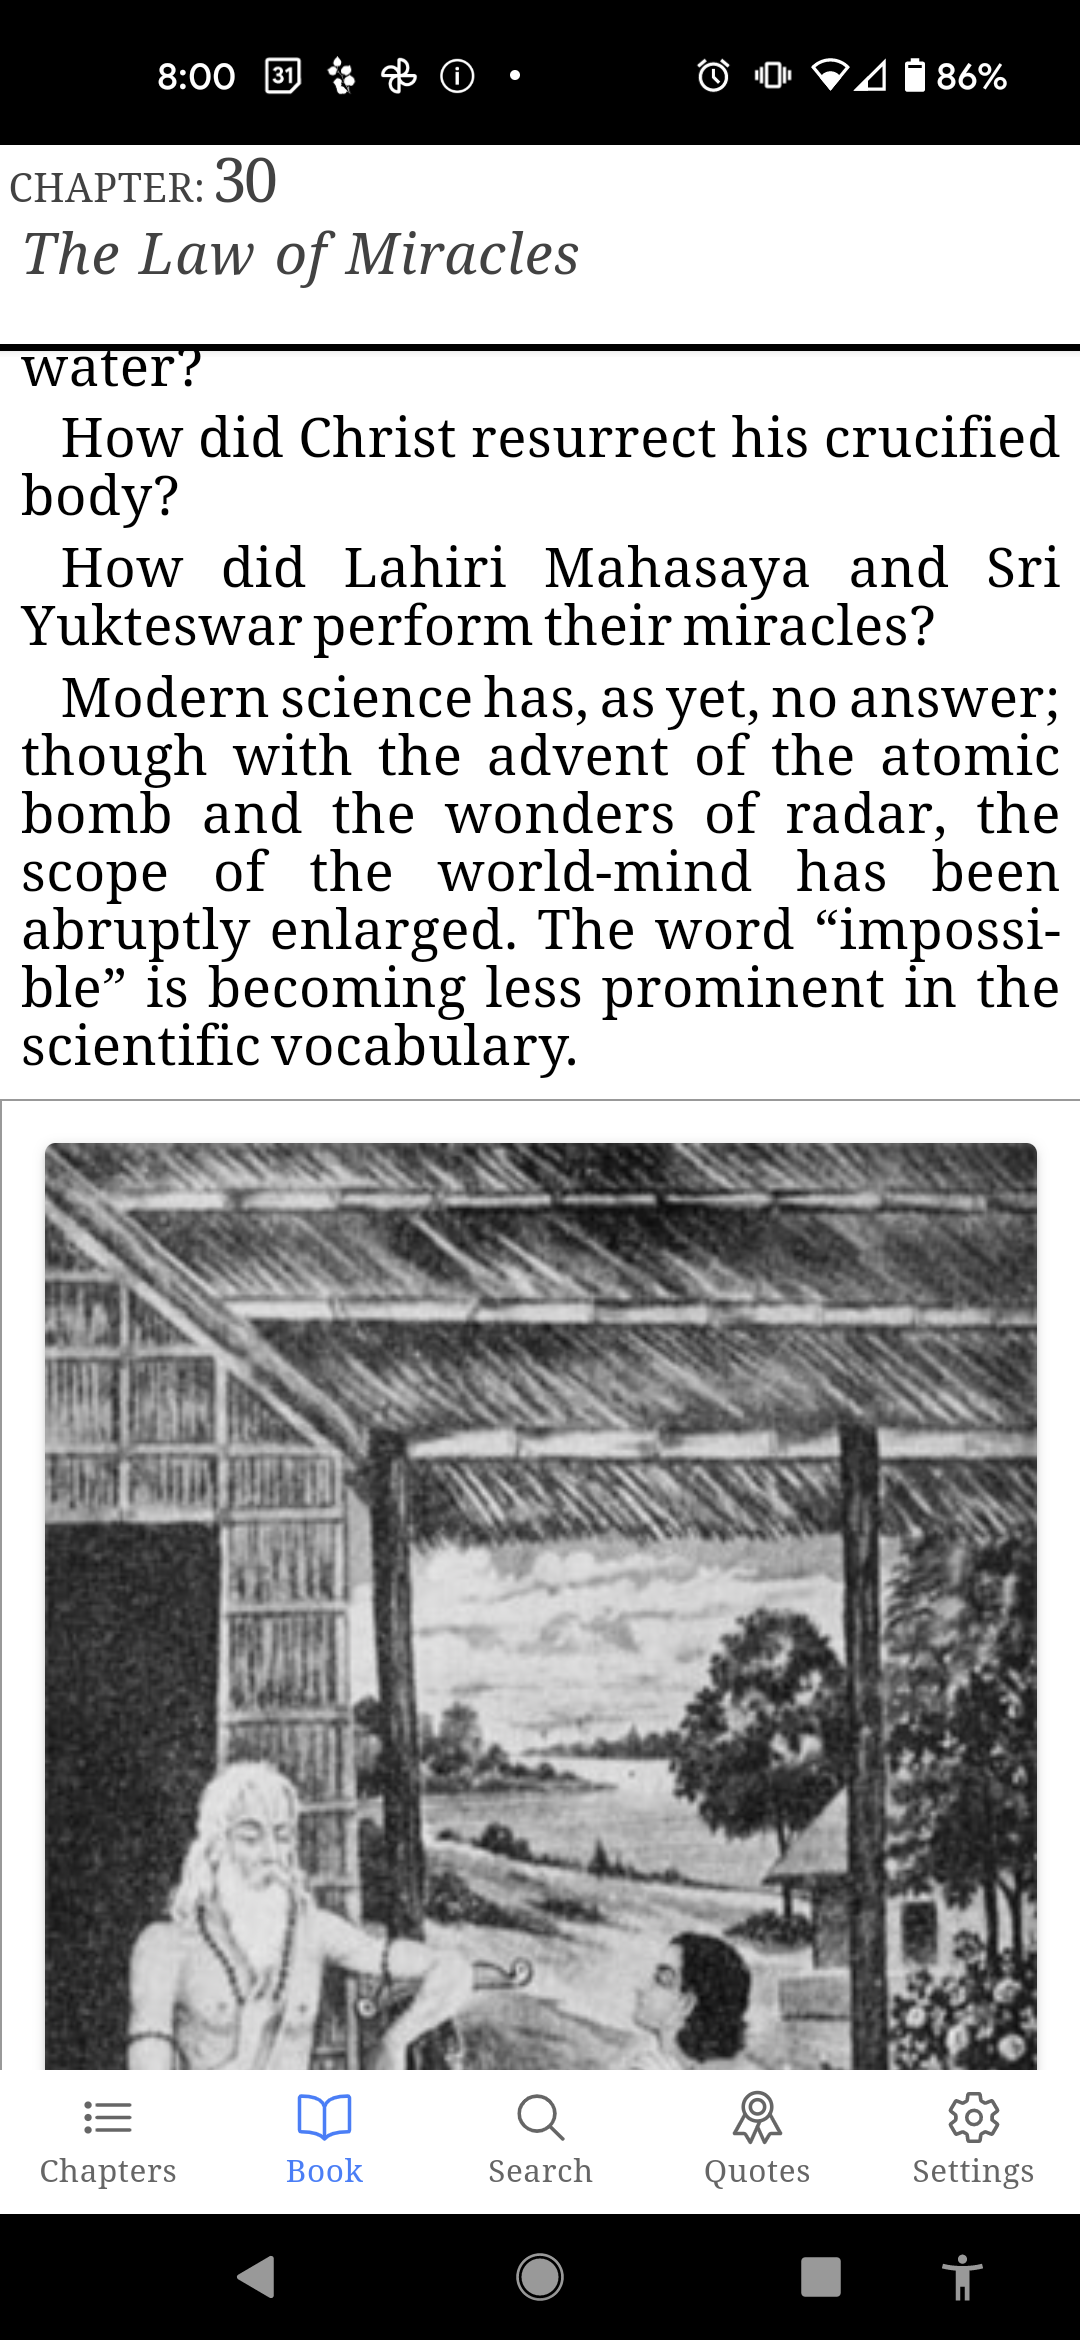 8:00 31 86%
CHAPTER: 30
The Law of Miracles
water?
How did Christ resurrect his crucified
body?
How did Lahiri Mahasaya and Sri
Yukteswar perform their miracles?
Modern science has, as yet, no answer;
though with the advent of the atomic
bomb and the wonders of radar, the
scope of the world-mind has been
abruptly enlarged. The word “impossi-
ble” is becoming less prominent in the
scientific vocabulary.
Chapters Book Search Quotes Settings